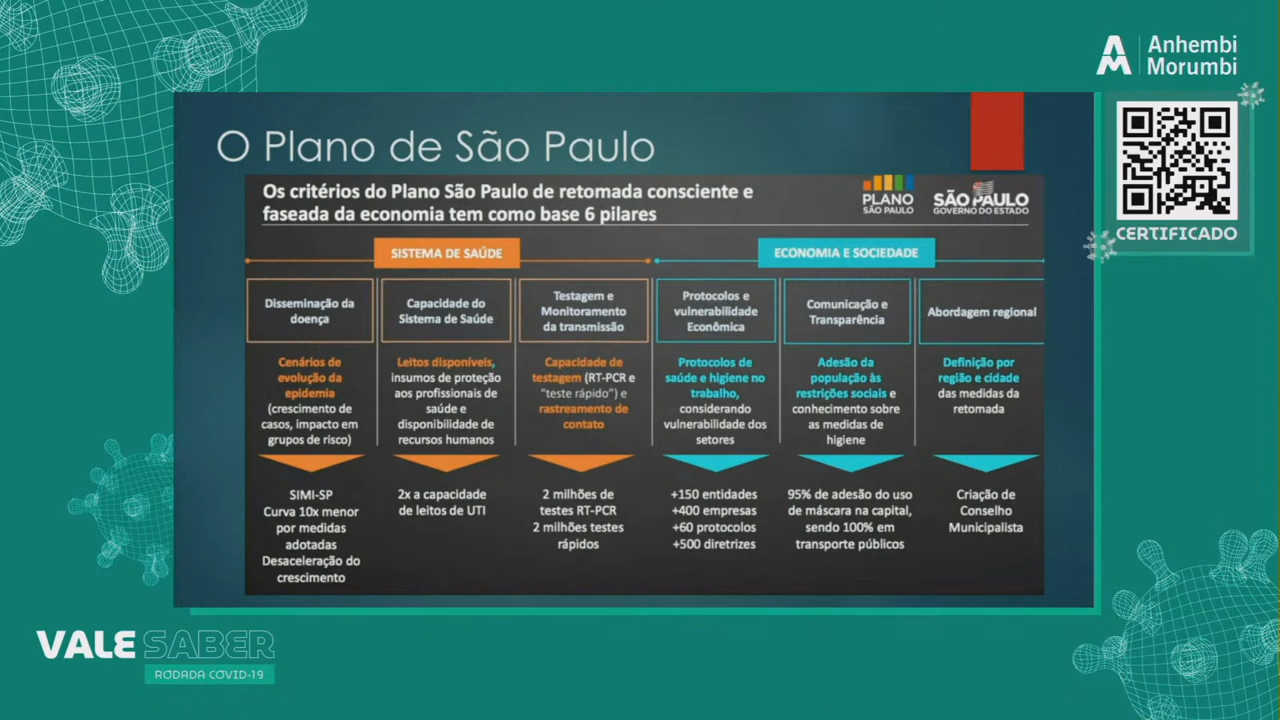 Anhembi
Morumbi
O Plano de São Paulo
Os critérios do Plano São Paulo de retomada consciente e
faseada da economia tem como base 6 pilares
PLANO
SÃO PAULO
SÃO PAULO
GOVERNO DO ESTADO
CERTIFICADO
SISTEMA DE SAÚDE
ECONOMIA E SOCIEDADE
Disseminação da
doença
Cenários de
evolução da
epidemia
(crescimento de
casos, impacto em
grupos de risco)
SIMI-SP
Curva 10x menor
por medidas
adotadas
Desaceleração do
crescimento
Capacidade do
Sistema de Saúde
Leitos disponíveis,
insumos de proteção
aos profissionais de
saúde e
disponibilidade de
recursos humanos
2x a capacidade
de leitos de UTI
Testagem e
Monitoramento
da transmissão
Capacidade de
testagem (RT-PCR e
“teste rápido”) e
rastreamento de
contato
2 milhões de
testes RT-PCR
2 milhões testes
rápidos
Protocolos e
vulnerabilidade
Econômica
Protocolos de
saúde e higiene no
trabalho,
considerando
vulnerabilidade dos
setores
+150 entidades
+400 empresas
+60 protocolos
+500 diretrizes
Comunicação e
Transparência
Adesão da
população às
restrições sociais e
conhecimento sobre
as medidas de
higiene
95% de adesão do uso
de máscara na capital,
sendo 100% em
transporte públicos
Abordagem regional
Definição por
região e cidade
das medidas da
retomada
Criação de
Conselho
Municipalista
VALE SABER
RODADA COVID-19